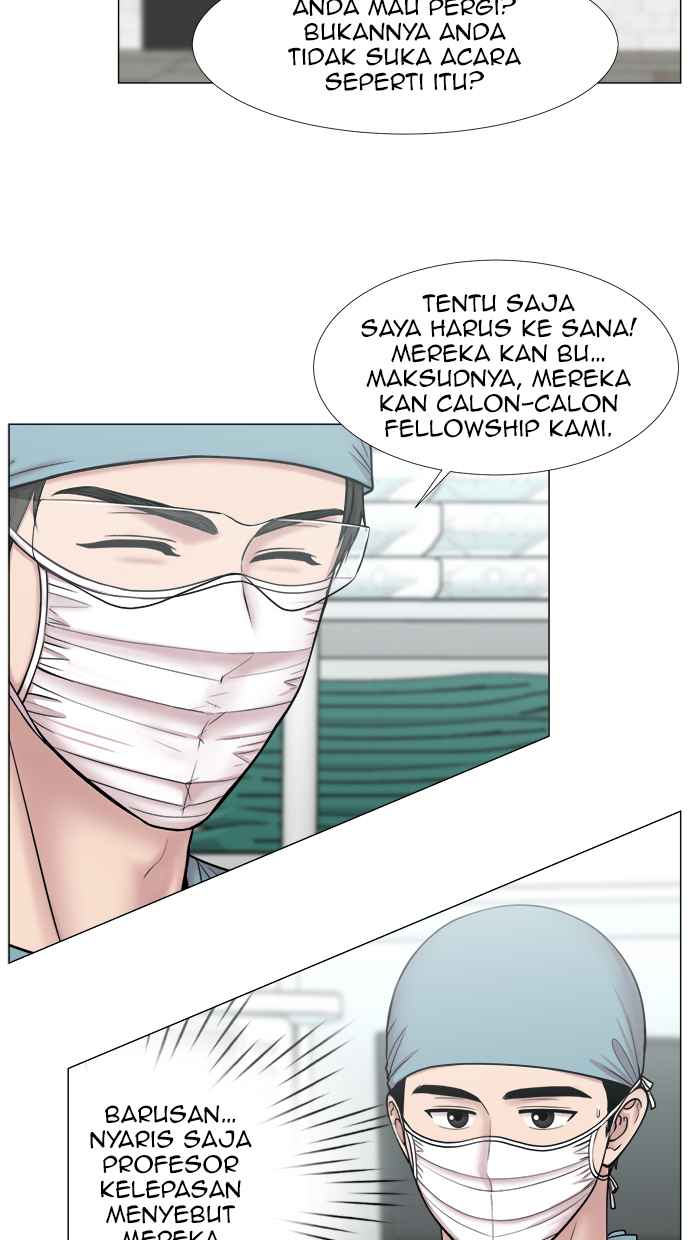 ANDA MAU PERGI?
BUKANNYA ANDA
TIDAK SUKA ACARA
SEPERTI ITU?
TENTU SAJA
SAYA HARUS KE SANA!
MEREKA KAN BU...
MAKSUDNYA, MEREKA
KAN CALON-CALON
FELLOWSHIP KAMI.
BARUSAN...
NYARIS SAJA
PROFESOR
KELEPASAN
MENYEBUT
MEREKA